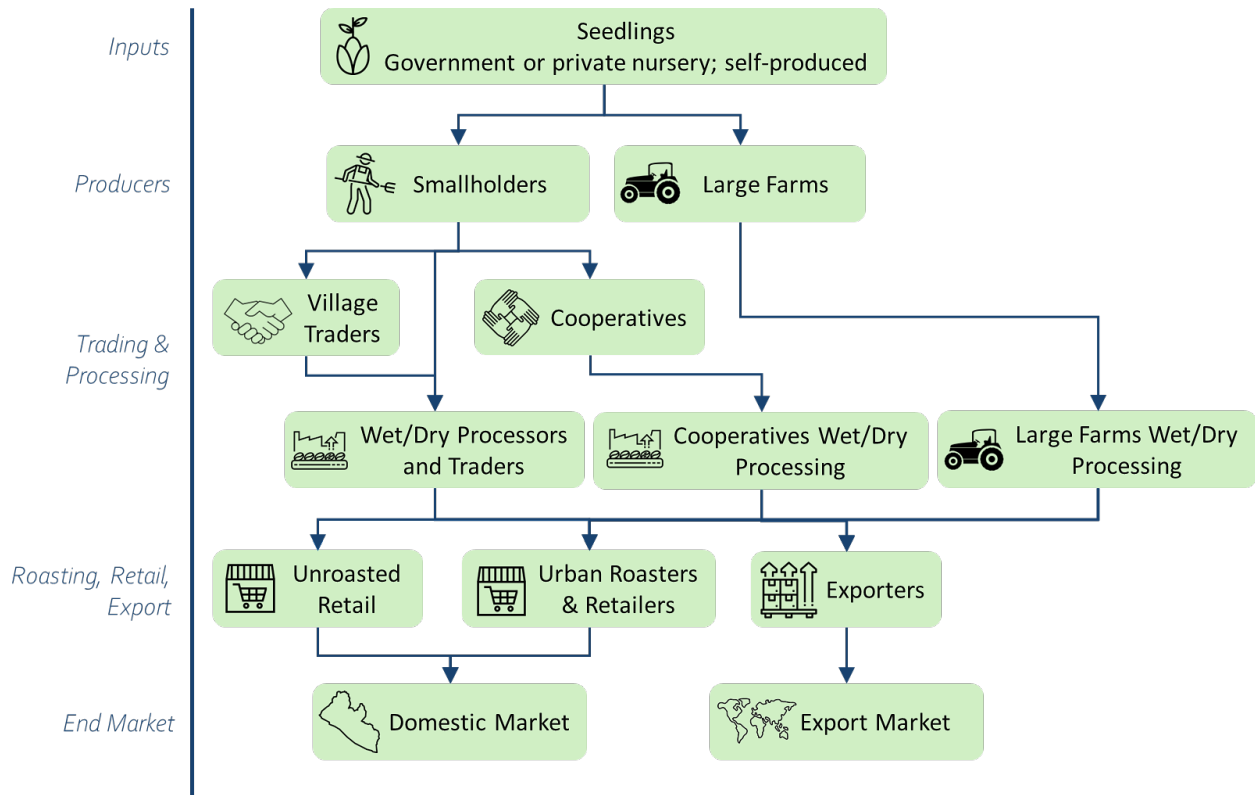 Inputs
Seedlings
Government or private nursery; self-produced
Producers
Smallholders
Large Farms
Trading &
Processing
Village
Traders
Cooperatives
Wet/Dry Processors
and Traders
Cooperatives Wet/Dry
Processing
Large Farms Wet/Dry
Processing
Roasting, Retail,
Export
Unroasted
Retail
Urban Roasters
& Retailers
Exporters
End Market
Domestic Market
Export Market